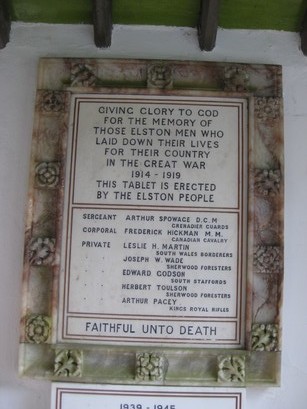 GIVING GLORY TO GOD
FOR THE MEMORY OF
THOSE ELSTON MEN WHO
LAID DOWN THEIR LIVES
FOR THEIR COUNTRY
IN THE GREAT WAR
1914 - 1919
THIS TABLET IS ERECTED
BY THE ELSTON PEOPLE
SERGEANT ARTHUR SPOWAGE D.C.M
GRENADIER GUARDS
CORPORAL FREDERICK HICKMAN M.M.
CANADIAN CAVALRY
PRIVATE LESLIE H. MARTIN
SOUTH WALES BORDERERS
JOSEPH W. WADE
SHERWOOD FORESTERS
EDWARD GODSON
SOUTH STAFFORDS
HERBERT TOULSON
SHERWOOD FORESTERS
ARTHUR PACEY
KINGS ROYAL RIFLES
FAITHFUL UNTO DEATH
1939 - 1945